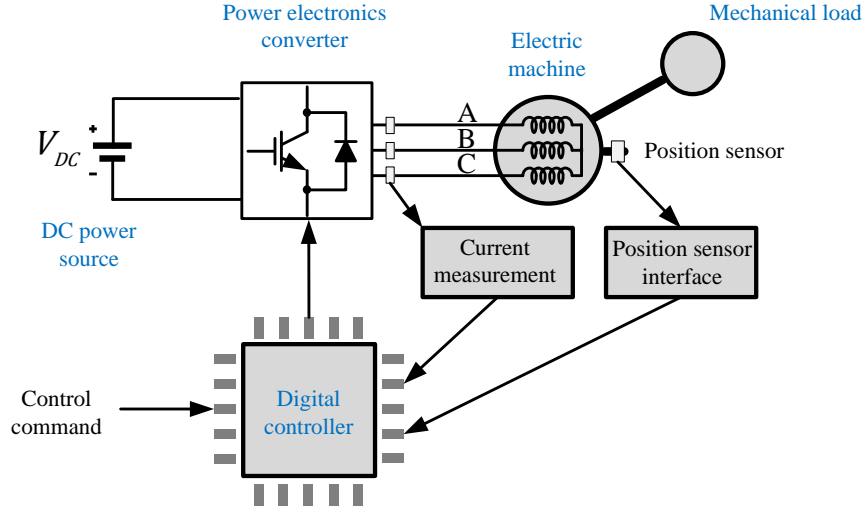 Mechanical load
Power electronics
converter
Electric
machine
A
B
C
+
V_DC
-
Position sensor
DC power
source
Current
measurement
Position sensor
interface
Control
command
Digital
controller